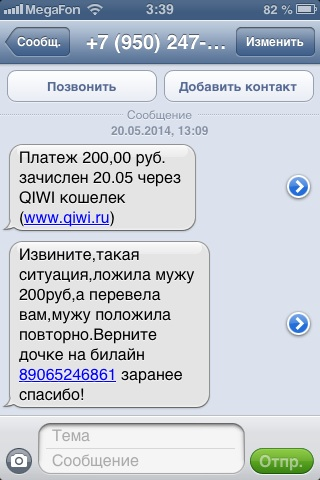 MegaFon 3:39 82 %
Сообщ. +7 (950) 247-... Изменить
Позвонить Добавить контакт
Сообщение
20.05.2014, 13:09
Платеж 200,00 руб.
зачислен 20.05 через
QIWI кошелек
(www.qiwi.ru)
Извините,такая
ситуация,ложила мужу
200руб,а перевела
вам,мужу положила
повторно.Верните
дочке на билайн
89065246861 заранее
спасибо!
Тема
Сообщение
Отпр.